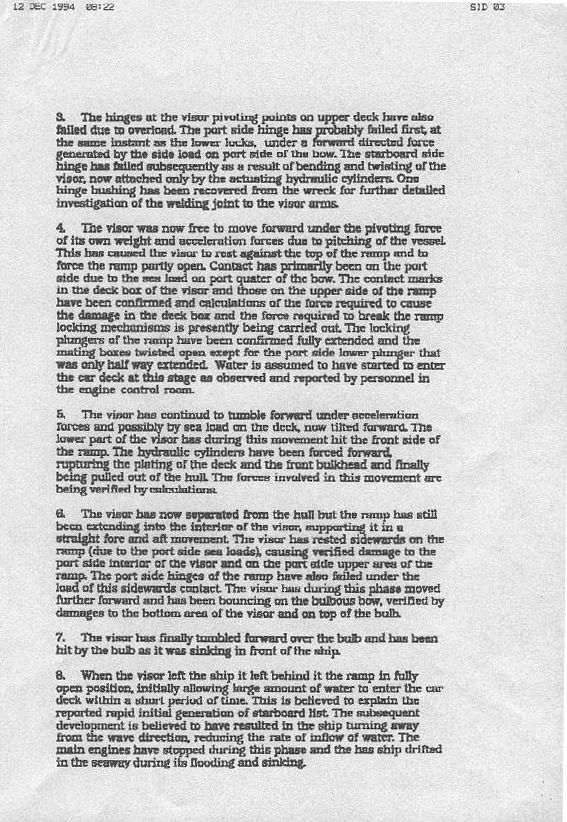 12 DEC 1994 08:22 SID 03
3. The hinges at the visor pivoting points on upper deck have also
failed due to overload. The port side hinge has probably failed first, at
the same instant as the lower locks, under a forward directed force
generated by the side load on port side of the bow. The starboard side
hinge has failed subsequently as a result of bending and twisting of the
visor, now attached only by the actuating hydraulic cylinders. One
hinge bushing has been recovered from the wreck for further detailed
investigation of the welding joint to the visor arms.
4. The visor was now free to move forward under the pivoting force
of its own weight and acceleration forces due to pitching of the vessel.
This has caused the visor to rest against the top of the ramp and to
force the ramp partly open. Contact has primarily been on the port
side due to the sea load on port quater of the bow. The contact marks
in the deck box of the visor and those on the upper side of the ramp
have been confirmed and calculations of the force required to cause
the damage in the deck box and the force required to break the ramp
locking mechanisms is presently being carried out. The locking
plungers of the ramp have been confirmed fully extended and the
mating boxes twisted open exept for the port side lower plunger that
was only half way extended. Water is assumed to have started to enter
the car deck at this stage as observed and reported by personnel in
the engine control room.
5. The visor has continud to tumble forward under acceleration
forces and possibly by sea load on the deck, now tilted forward. The
lower part of the visor has during this movement hit the front side of
the ramp. The hydraulic cylinders have been forced forward,
rupturing the plating of the deck and the front bulkhead and finally
being pulled out of the hull. The forces involved in this movement are
being verified by calculations.
6. The visor has now separated from the hull but the ramp has still
been extending into the interior of the visor, supporting it in a
straight fore and aft movement. The visor has rested sidewards on the
ramp (due to the port side sea loads), causing verified damage to the
port side interior of the visor and on the port side upper area of the
ramp. The port side hinges of the ramp have also failed under the
load of this sidewards contact. The visor has during this phase moved
further forward and has been bouncing on the bulbous bow, verified by
damages to the bottom area of the visor and on top of the bulb.
7. The visor has finally tumbled forward over the bulb and has been
hit by the bulb as it was sinking in front of the ship.
8. When the visor left the ship it left behind it the ramp in fully
open position, initially allowing large amount of water to enter the car
deck within a short period of time. This is believed to explain the
reported rapid initial generation of starboard list. The subsequent
development is believed to have resulted in the ship turning away
from the wave direction, reducing the rate of inflow of water. The
main engines have stopped during this phase and the has ship drifted
in the seaway during its flooding and sinking.